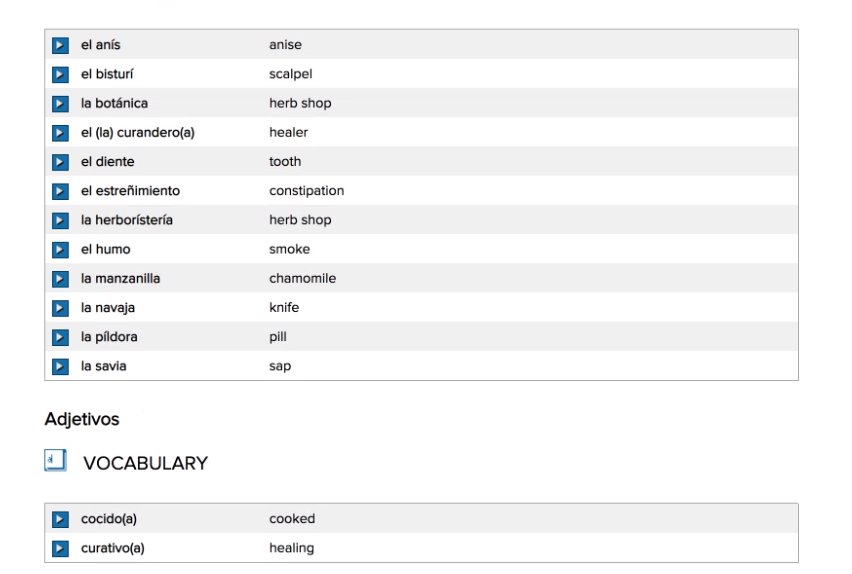 el anís anise
el bisturí scalpel
la botánica herb shop
el (la) curandero(a) healer
el diente tooth
el estreñimiento constipation
la herborístería herb shop
el humo smoke
la manzanilla chamomile
la navaja knife
la píldora pill
la savia sap
Adjetivos
VOCABULARY
cocido(a) cooked
curativo(a) healing